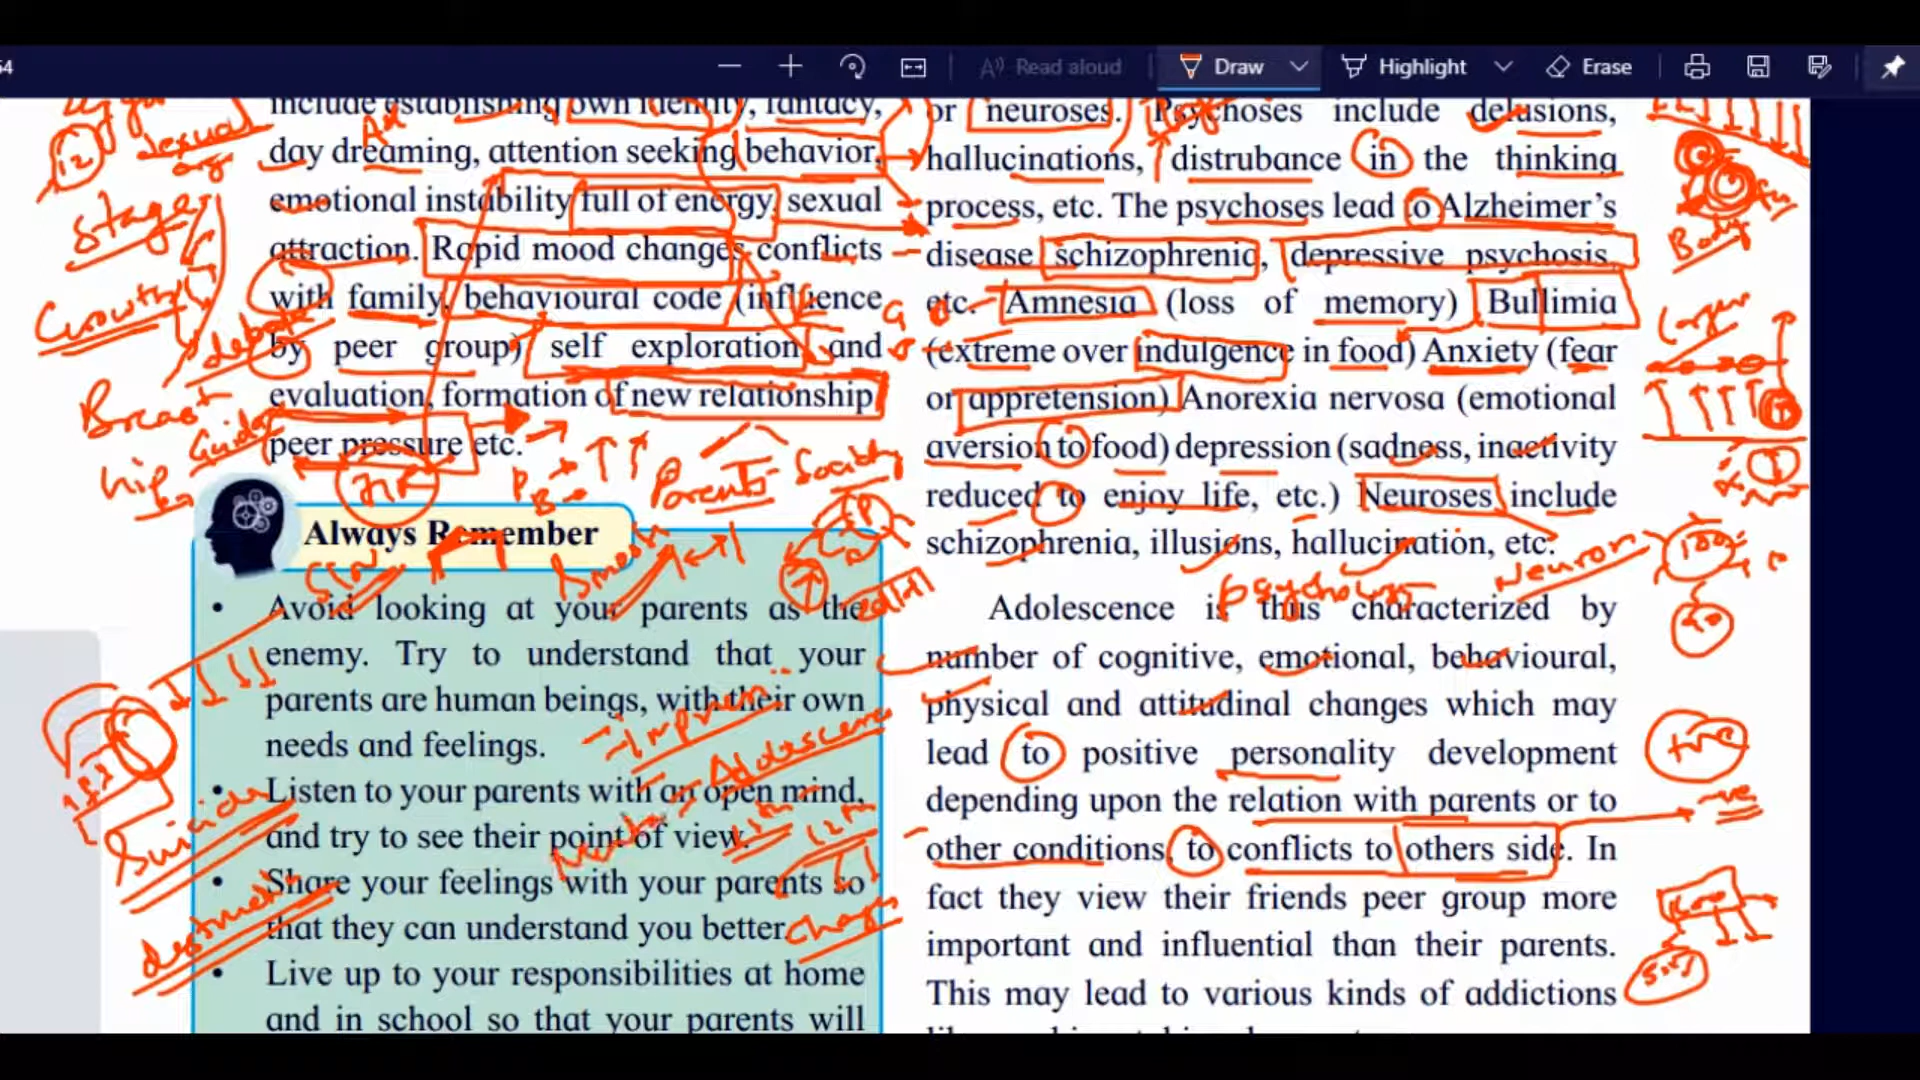 54
Read aloud
Draw
Highlight
Erase
include establishing own identity, fantacy,
day dreaming, attention seeking behavior,
emotional instability full of energy, sexual
attraction. Rapid mood changes conflicts
with family, behavioural code (influence
by peer group) self exploration and
evaluation, formation of new relationship
peer pressure etc.
12
sexual
Stage
Growth
debate
Breast
Guide
hip
Parents
Society
Always Remember
• Avoid looking at your parents as the
enemy. Try to understand that your
parents are human beings, with their own
needs and feelings.
• Listen to your parents with an open mind,
and try to see their point of view.
• Share your feelings with your parents so
that they can understand you better.
• Live up to your responsibilities at home
and in school so that your parents will
Adolescence
12th
Suicide
or neuroses. Psychoses include delusions,
hallucinations, distrubance in the thinking
process, etc. The psychoses lead to Alzheimer's
disease schizophrenic, depressive psychosis,
etc. Amnesia (loss of memory) Bullimia
(extreme over indulgence in food) Anxiety (fear
or appretension) Anorexia nervosa (emotional
aversion to food) depression (sadness, inactivity
reduced to enjoy life, etc.) Neuroses include
schizophrenia, illusions, hallucination, etc.
Adolescence is thus characterized by
number of cognitive, emotional, behavioural,
physical and attitudinal changes which may
lead to positive personality development
depending upon the relation with parents or to
other conditions, to conflicts to others side. In
fact they view their friends peer group more
important and influential than their parents.
This may lead to various kinds of addictions
Body
Neuron
100
+ve
-ve